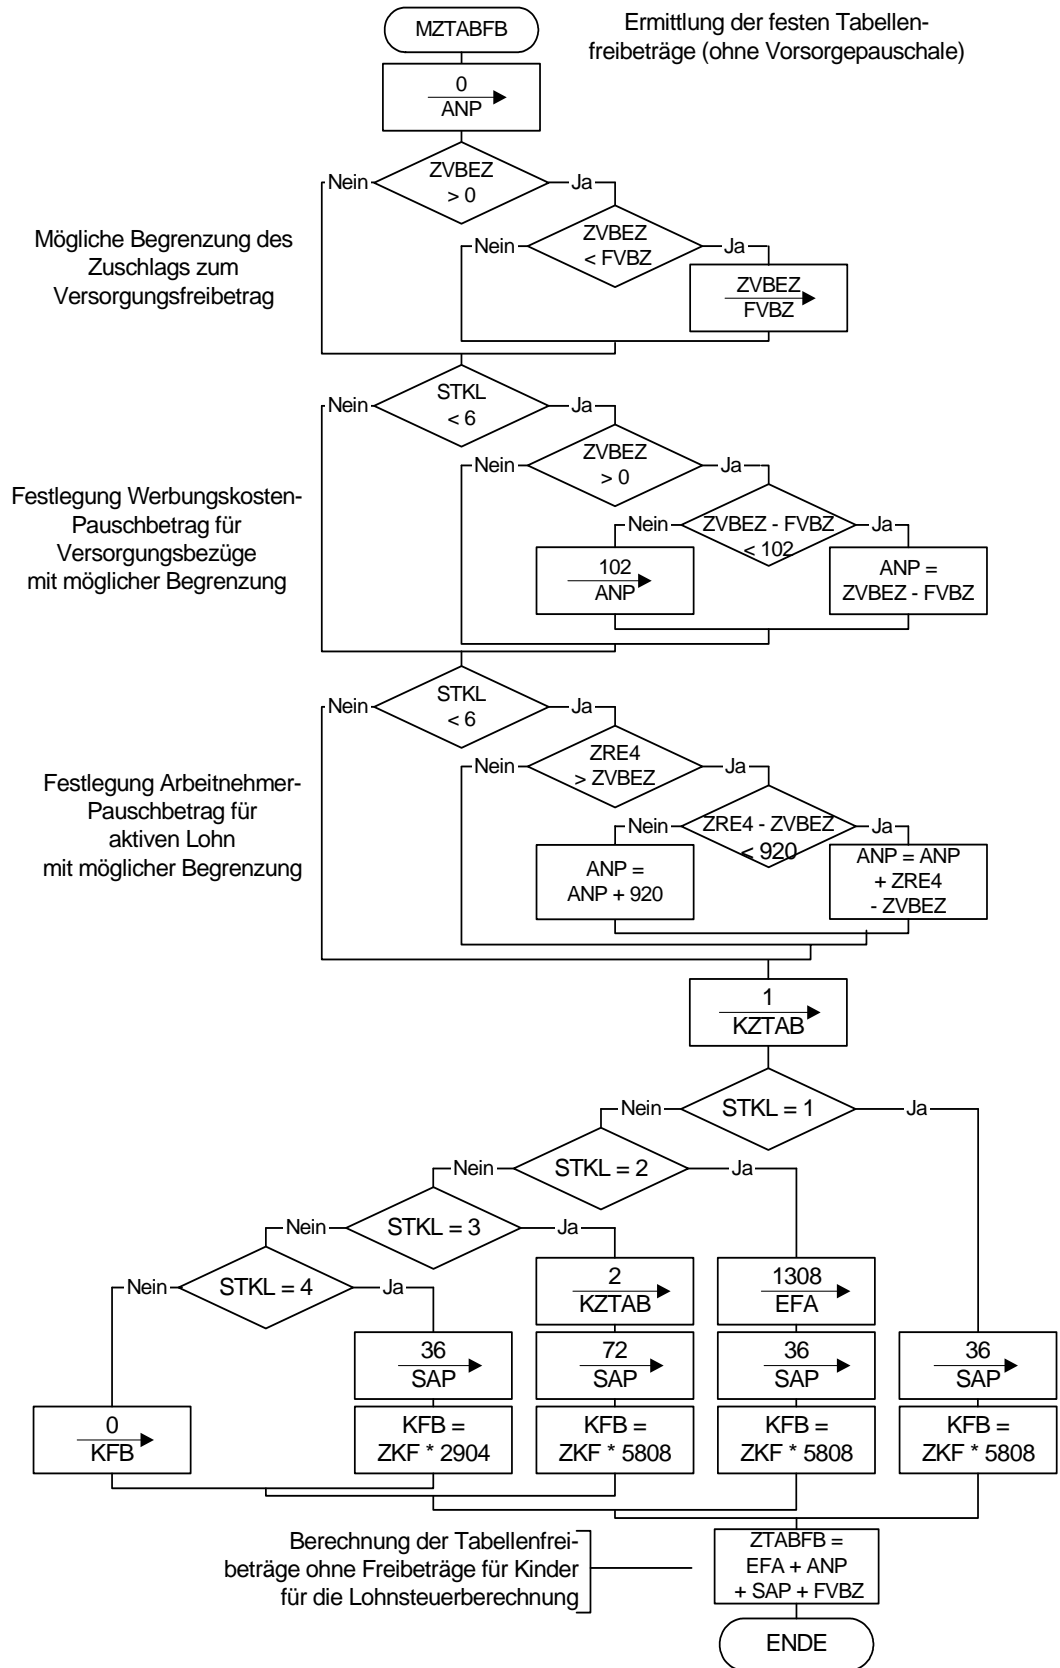 MZTABFB
Ermittlung der festen Tabellen-
freibeträge (ohne Vorsorgepauschale)
0
ANP
ZVBEZ
> 0
Nein
Ja
Mögliche Begrenzung des
Zuschlags zum
Versorgungsfreibetrag
ZVBEZ
< FVBZ
Nein
Ja
ZVBEZ
FVBZ
STKL
< 6
Nein
Ja
ZVBEZ
> 0
Nein
Ja
Festlegung Werbungskosten-
Pauschbetrag für
Versorgungsbezüge
mit möglicher Begrenzung
ZVBEZ - FVBZ
< 102
Nein
Ja
102
ANP
ANP =
ZVBEZ - FVBZ
STKL
< 6
Nein
Ja
ZRE4
> ZVBEZ
Nein
Ja
Festlegung Arbeitnehmer-
Pauschbetrag für
aktiven Lohn
mit möglicher Begrenzung
ZRE4 - ZVBEZ
< 920
Nein
Ja
ANP =
ANP + 920
ANP = ANP
+ ZRE4
- ZVBEZ
1
KZTAB
Nein
STKL = 1
Ja
Nein
STKL = 2
Ja
Nein
STKL = 3
Ja
Nein
STKL = 4
Ja
2
KZTAB
1308
EFA
36
SAP
72
SAP
36
SAP
36
SAP
0
KFB
KFB =
ZKF * 2904
KFB =
ZKF * 5808
KFB =
ZKF * 5808
KFB =
ZKF * 5808
Berechnung der Tabellenfrei-
beträge ohne Freibeträge für Kinder
für die Lohnsteuerberechnung
ZTABFB =
EFA + ANP
+ SAP + FVBZ
ENDE